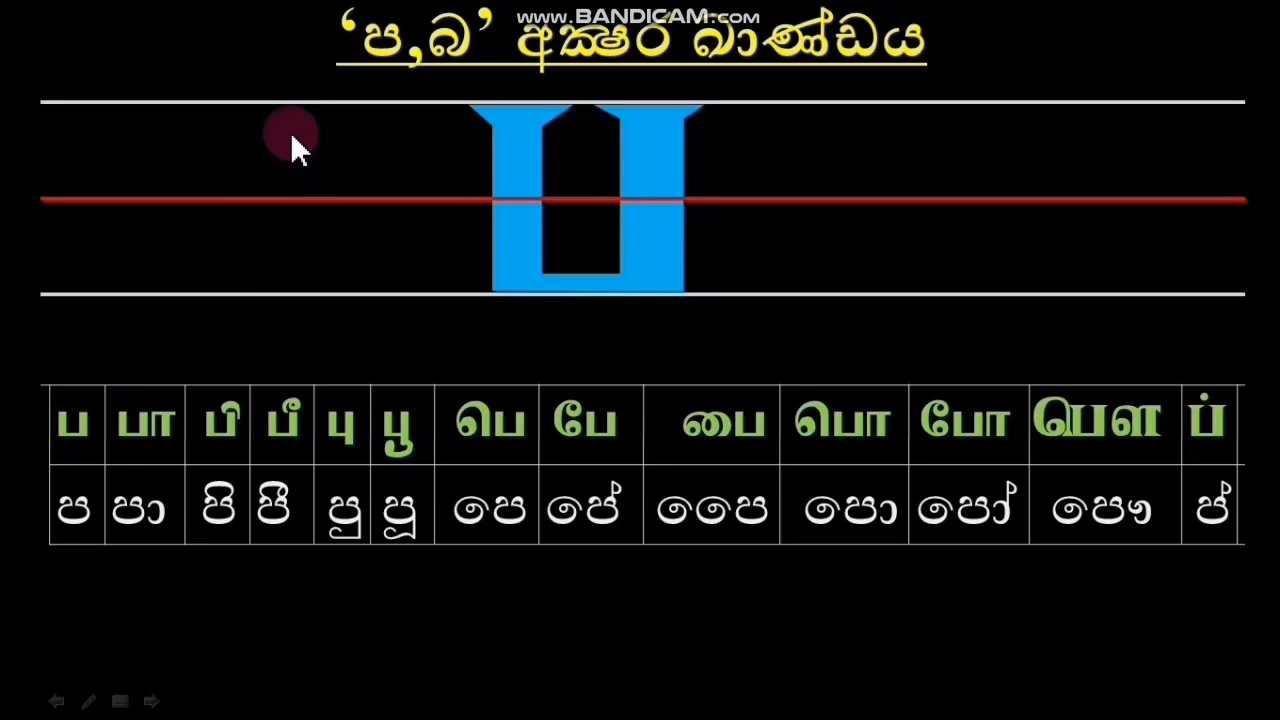 www.BANDICAM.com
‘ප,බ’ අක්‍ෂර ඛාණ්ඩය
ப
ப பா பி பீ பு பூ பெ பே பை பொ போ பௌ ப்
ප පා පි පී පු පූ පෙ පේ පෛ පො පෝ පෞ ප්